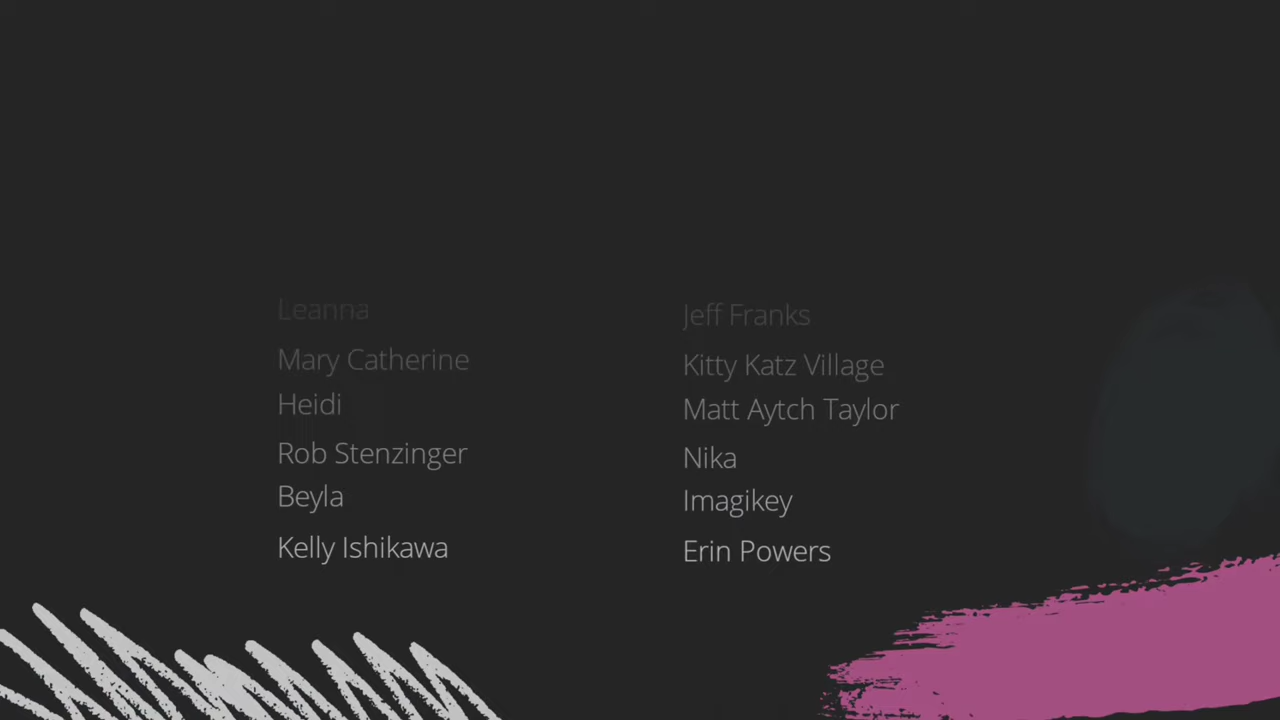 Leanna
Mary Catherine
Heidi
Rob Stenzinger
Beyla
Kelly Ishikawa
Jeff Franks
Kitty Katz Village
Matt Aytch Taylor
Nika
Imagikey
Erin Powers